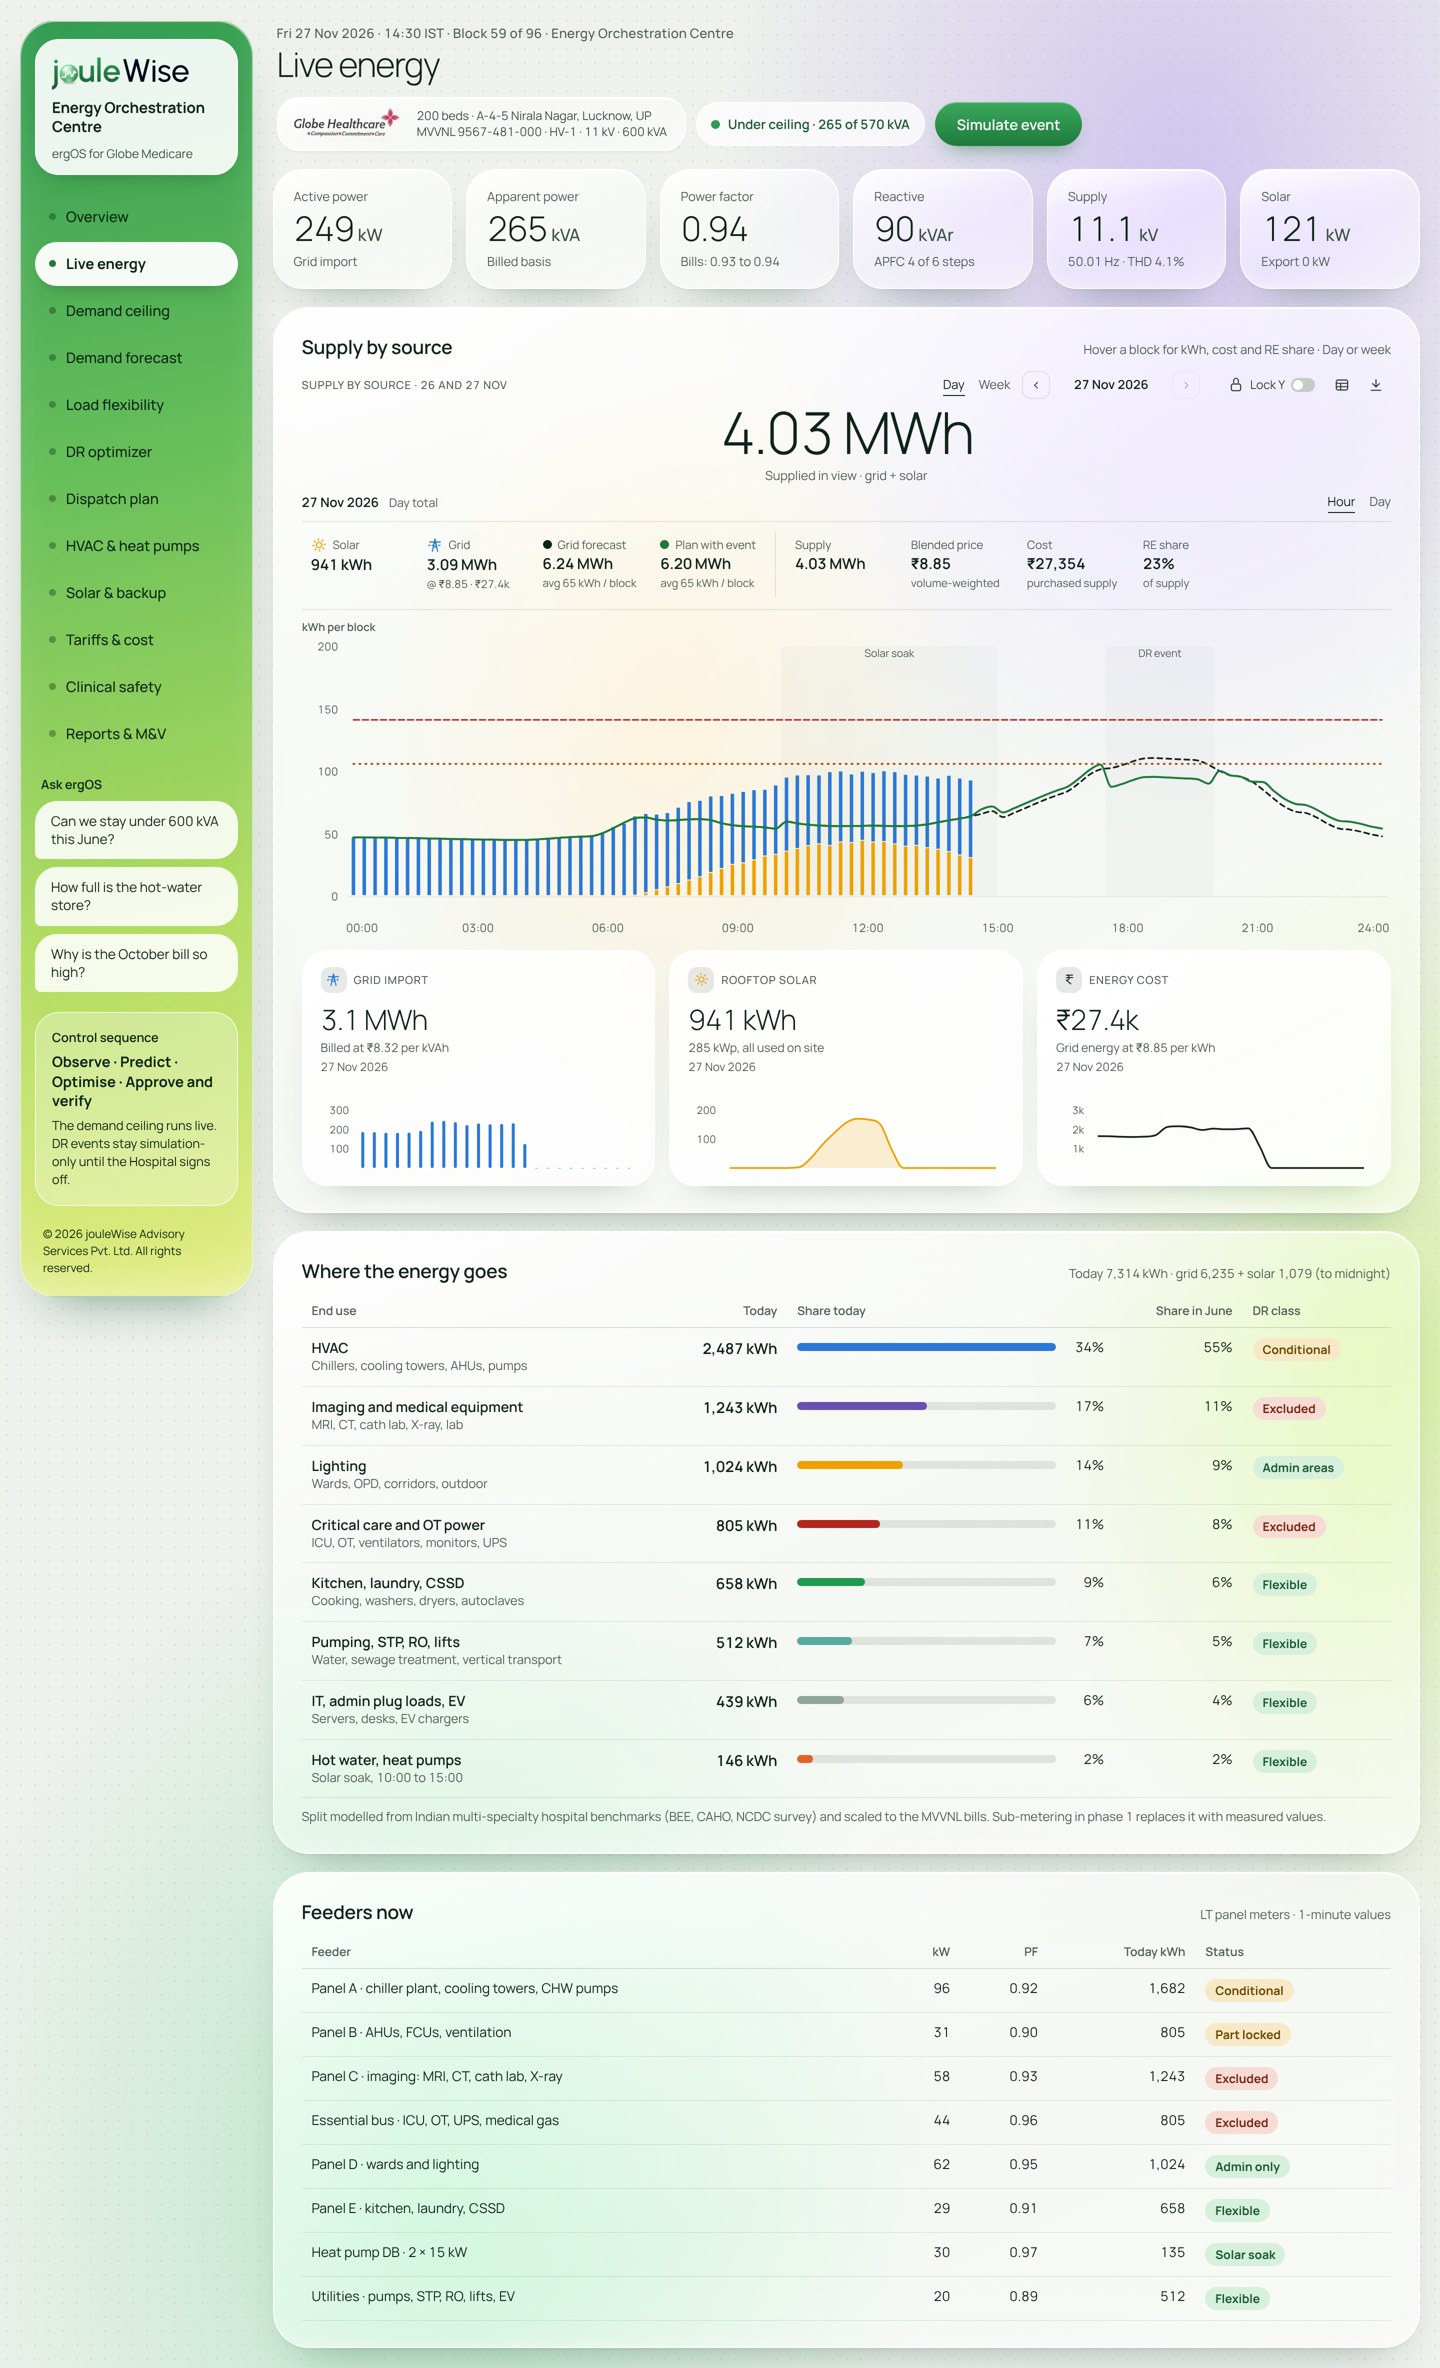 jouleWise
Energy Orchestration
Centre
ergOS for Globe Medicare
Overview
Live energy
Demand ceiling
Demand forecast
Load flexibility
DR optimizer
Dispatch plan
HVAC & heat pumps
Solar & backup
Tariffs & cost
Clinical safety
Reports & M&V
Ask ergOS
Can we stay under 600 kVA
this June?
How full is the hot-water
store?
Why is the October bill so
high?
Control sequence
Observe · Predict ·
Optimise · Approve and
verify
The demand ceiling runs live.
DR events stay simulation-
only until the Hospital signs
off.
© 2026 jouleWise Advisory
Services Pvt. Ltd. All rights
reserved.
Fri 27 Nov 2026 · 14:30 IST · Block 59 of 96 · Energy Orchestration Centre
Live energy
Globe Healthcare
Compassion Commitment Care
200 beds · A-4-5 Nirala Nagar, Lucknow, UP
MVVNL 9567-481-000 · HV-1 · 11 kV · 600 kVA
Under ceiling · 265 of 570 kVA
Simulate event
Active power
249 kW
Grid import
Apparent power
265 kVA
Billed basis
Power factor
0.94
Bills: 0.93 to 0.94
Reactive
90 kVAr
APFC 4 of 6 steps
Supply
11.1 kV
50.01 Hz · THD 4.1%
Solar
121 kW
Export 0 kW
Supply by source
Hover a block for kWh, cost and RE share · Day or week
SUPPLY BY SOURCE · 26 AND 27 NOV
Day Week ‹ 27 Nov 2026 › Lock Y
4.03 MWh
Supplied in view · grid + solar
27 Nov 2026 Day total
Hour Day
Solar
941 kWh
Grid
3.09 MWh
@ ₹8.85 · ₹27.4k
Grid forecast
6.24 MWh
avg 65 kWh / block
Plan with event
6.20 MWh
avg 65 kWh / block
Supply
4.03 MWh
Blended price
₹8.85
volume-weighted
Cost
₹27,354
purchased supply
RE share
23%
of supply
kWh per block
200
150
100
50
0
Solar soak
DR event
00:00 03:00 06:00 09:00 12:00 15:00 18:00 21:00 24:00
GRID IMPORT
3.1 MWh
Billed at ₹8.32 per kVAh
27 Nov 2026
300
200
100
ROOFTOP SOLAR
941 kWh
285 kWp, all used on site
27 Nov 2026
200
100
₹ ENERGY COST
₹27.4k
Grid energy at ₹8.85 per kWh
27 Nov 2026
3k
2k
1k
Where the energy goes
Today 7,314 kWh · grid 6,235 + solar 1,079 (to midnight)
End use Today Share today Share in June DR class
HVAC 2,487 kWh 34% 55% Conditional
Chillers, cooling towers, AHUs, pumps
Imaging and medical equipment 1,243 kWh 17% 11% Excluded
MRI, CT, cath lab, X-ray, lab
Lighting 1,024 kWh 14% 9% Admin areas
Wards, OPD, corridors, outdoor
Critical care and OT power 805 kWh 11% 8% Excluded
ICU, OT, ventilators, monitors, UPS
Kitchen, laundry, CSSD 658 kWh 9% 6% Flexible
Cooking, washers, dryers, autoclaves
Pumping, STP, RO, lifts 512 kWh 7% 5% Flexible
Water, sewage treatment, vertical transport
IT, admin plug loads, EV 439 kWh 6% 4% Flexible
Servers, desks, EV chargers
Hot water, heat pumps 146 kWh 2% 2% Flexible
Solar soak, 10:00 to 15:00
Split modelled from Indian multi-specialty hospital benchmarks (BEE, CAHO, NCDC survey) and scaled to the MVVNL bills. Sub-metering in phase 1 replaces it with measured values.
Feeders now
LT panel meters · 1-minute values
Feeder kW PF Today kWh Status
Panel A · chiller plant, cooling towers, CHW pumps 96 0.92 1,682 Conditional
Panel B · AHUs, FCUs, ventilation 31 0.90 805 Part locked
Panel C · imaging: MRI, CT, cath lab, X-ray 58 0.93 1,243 Excluded
Essential bus · ICU, OT, UPS, medical gas 44 0.96 805 Excluded
Panel D · wards and lighting 62 0.95 1,024 Admin only
Panel E · kitchen, laundry, CSSD 29 0.91 658 Flexible
Heat pump DB · 2 × 15 kW 30 0.97 135 Solar soak
Utilities · pumps, STP, RO, lifts, EV 20 0.89 512 Flexible